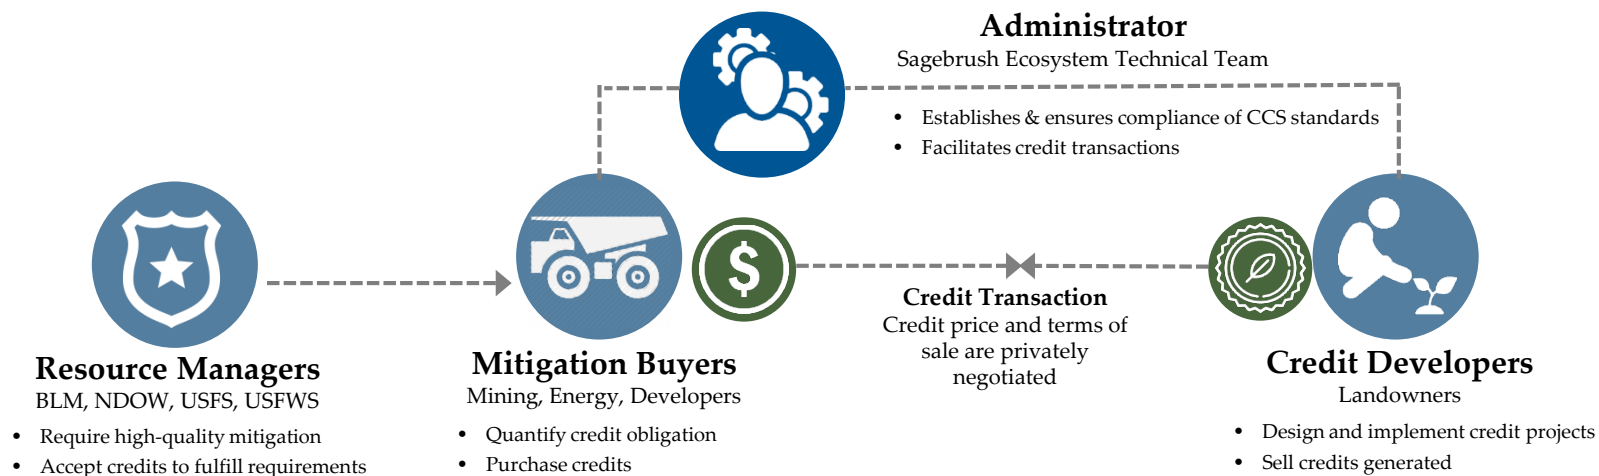 Administrator
Sagebrush Ecosystem Technical Team
• Establishes & ensures compliance of CCS standards
• Facilitates credit transactions
$
Credit Transaction
Credit price and terms of
sale are privately
negotiated
Resource Managers
BLM, NDOW, USFS, USFWS
• Require high-quality mitigation
• Accept credits to fulfill requirements
Mitigation Buyers
Mining, Energy, Developers
• Quantify credit obligation
• Purchase credits
Credit Developers
Landowners
• Design and implement credit projects
• Sell credits generated